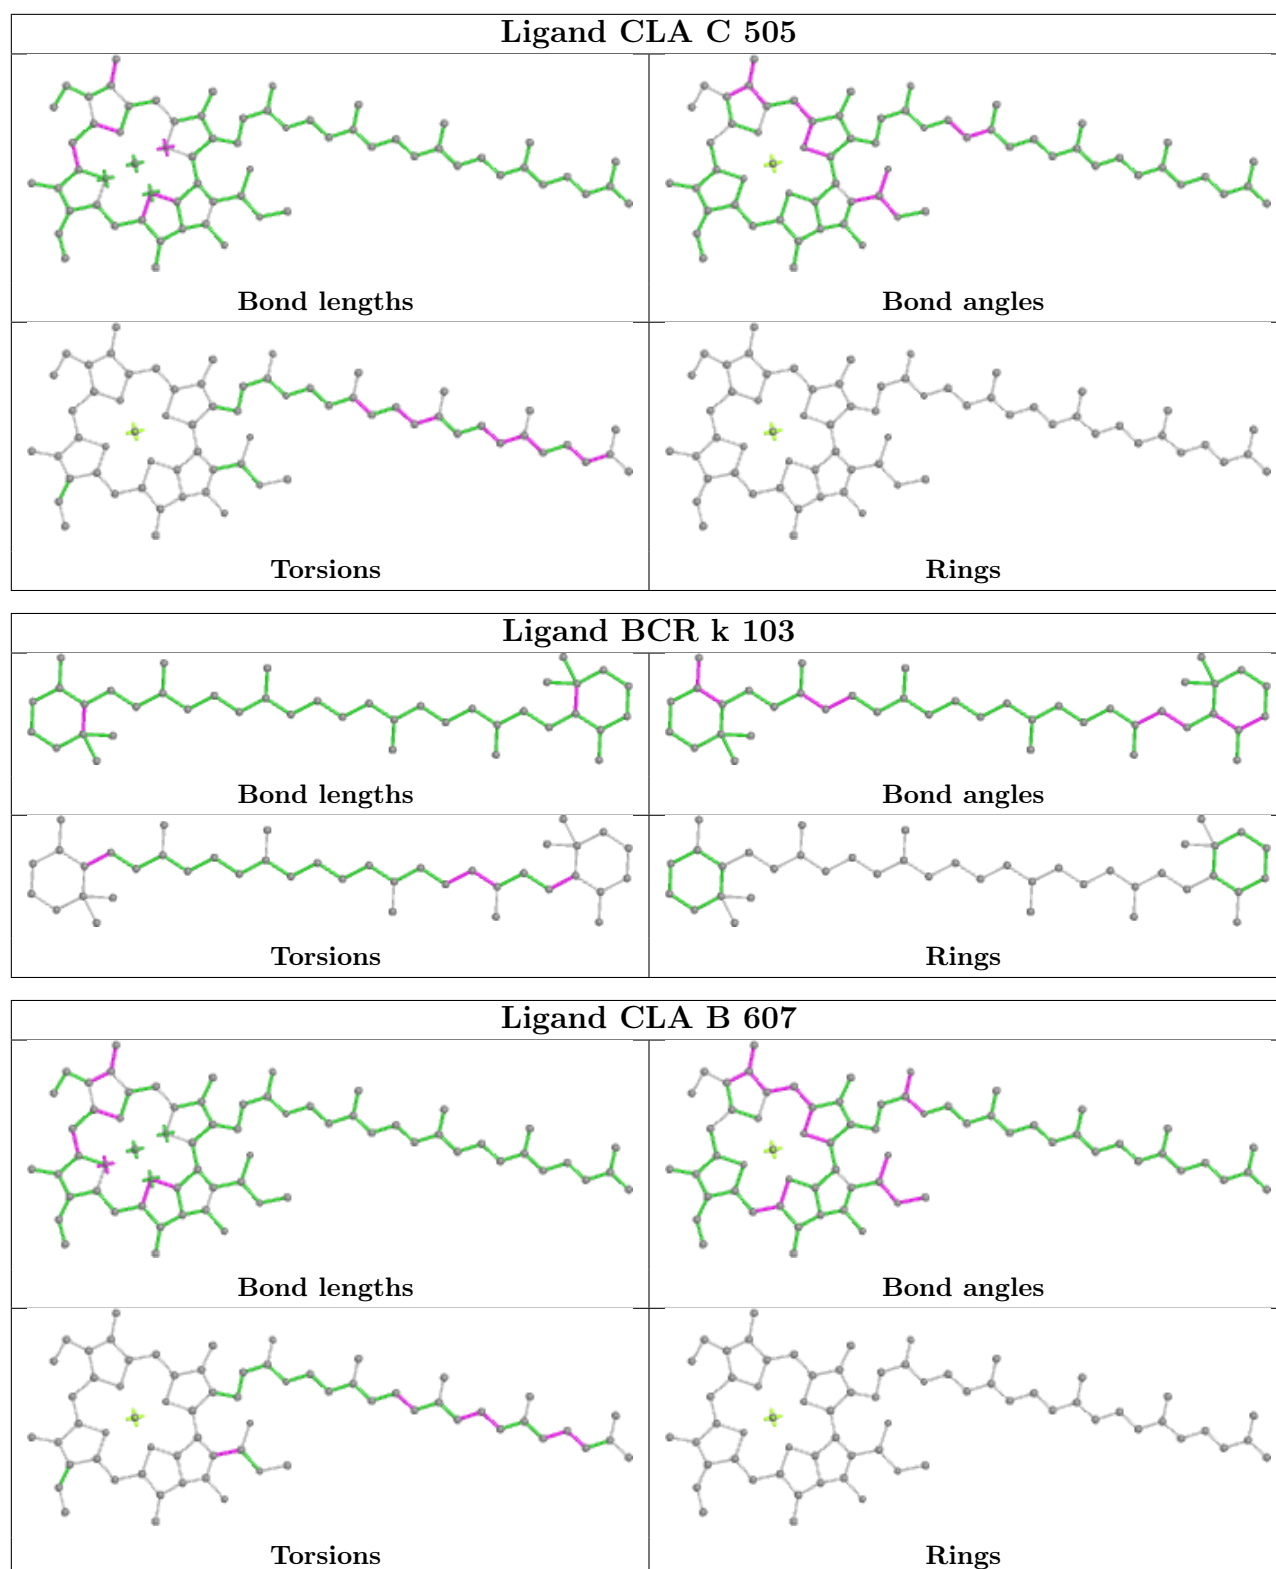 Ligand CLA C 505
Bond lengths
Bond angles
Torsions
Rings
Ligand BCR k 103
Bond lengths
Bond angles
Torsions
Rings
Ligand CLA B 607
Bond lengths
Bond angles
Torsions
Rings